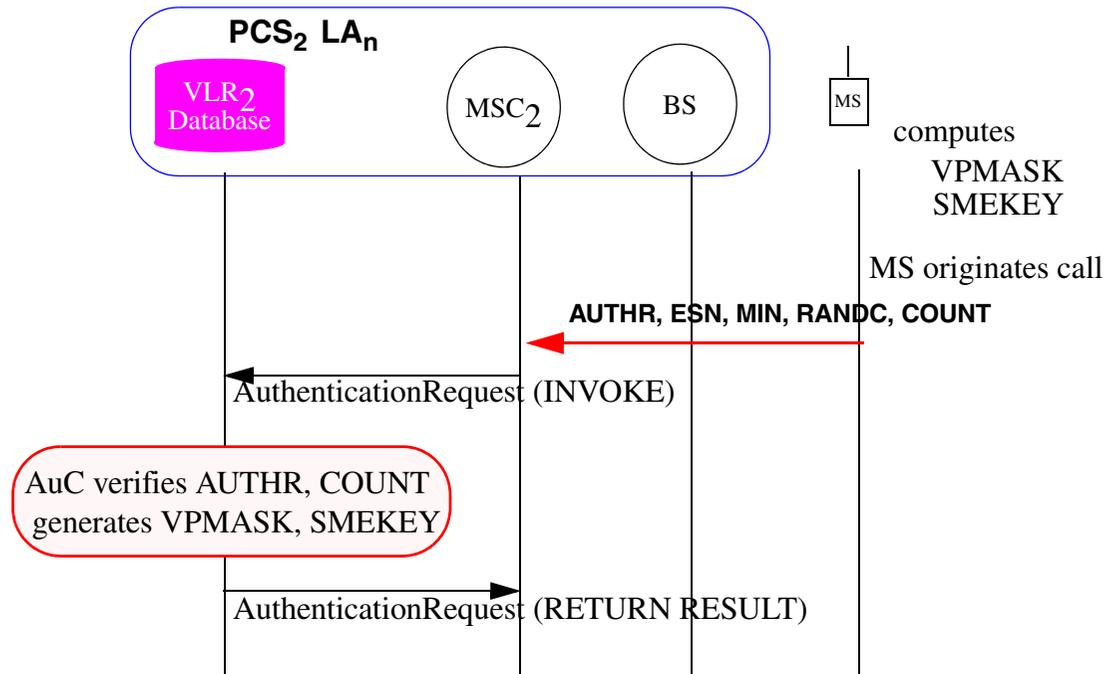 PCS2 LAn
VLR2
Database
MSC2
BS
MS
computes
VPMASK
SMEKEY
MS originates call
AUTHR, ESN, MIN, RANDC, COUNT
AuthenticationRequest (INVOKE)
AuC verifies AUTHR, COUNT
generates VPMASK, SMEKEY
AuthenticationRequest (RETURN RESULT)